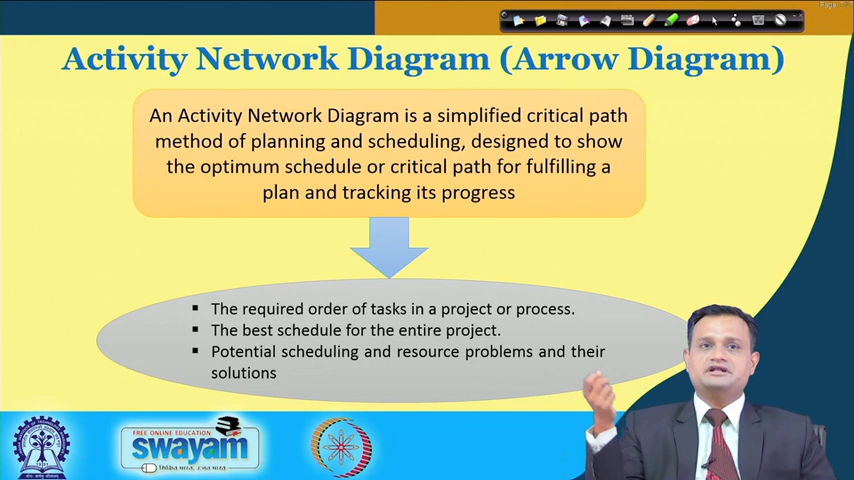 Activity Network Diagram (Arrow Diagram)
An Activity Network Diagram is a simplified critical path
method of planning and scheduling, designed to show
the optimum schedule or critical path for fulfilling a
plan and tracking its progress
▪ The required order of tasks in a project or process.
▪ The best schedule for the entire project.
▪ Potential scheduling and resource problems and their
solutions
FREE ONLINE EDUCATION
swayam